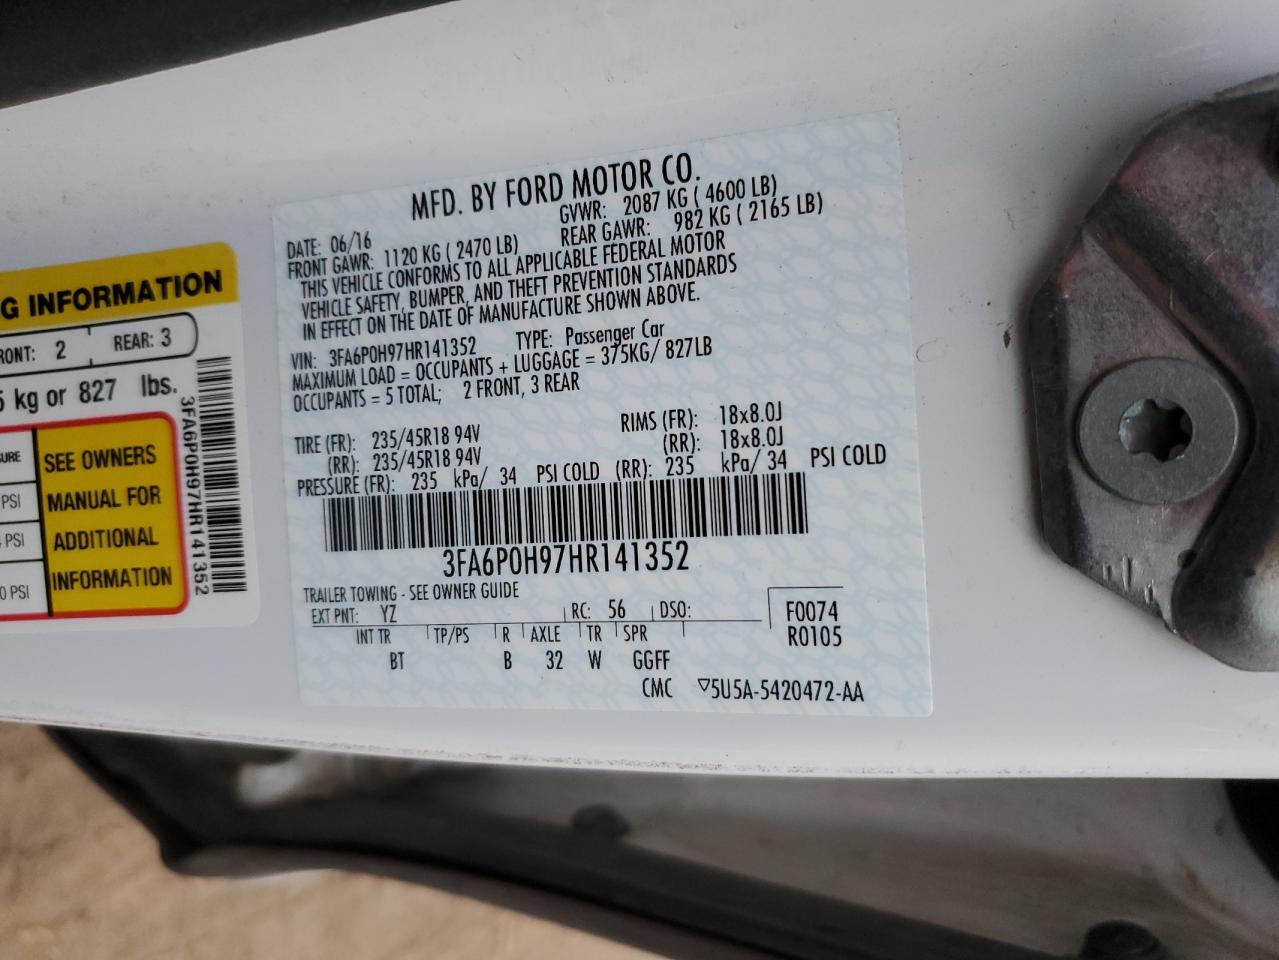 MFD. BY FORD MOTOR CO.
DATE: 06/16 GVWR: 2087 KG ( 4600 LB)
FRONT GAWR: 1120 KG ( 2470 LB) REAR GAWR: 982 KG ( 2165 LB)
THIS VEHICLE CONFORMS TO ALL APPLICABLE FEDERAL MOTOR
VEHICLE SAFETY, BUMPER, AND THEFT PREVENTION STANDARDS
IN EFFECT ON THE DATE OF MANUFACTURE SHOWN ABOVE.
VIN: 3FA6P0H97HR141352 TYPE: Passenger Car
MAXIMUM LOAD = OCCUPANTS + LUGGAGE = 375KG/ 827LB
OCCUPANTS = 5 TOTAL; 2 FRONT, 3 REAR
TIRE (FR): 235/45R18 94V RIMS (FR): 18x8.0J
(RR): 235/45R18 94V (RR): 18x8.0J
PRESSURE (FR): 235 kPa/ 34 PSI COLD (RR): 235 kPa/ 34 PSI COLD
3FA6P0H97HR141352
TRAILER TOWING - SEE OWNER GUIDE
EXT PNT: YZ RC: 56 DSO: F0074
INT TR TP/PS R AXLE TR SPR R0105
BT B 32 W GGFF
CMC ▽5U5A-5420472-AA
G INFORMATION
RONT: 2 REAR: 3
5 kg or 827 lbs.
SURE
PSI
PSI
0 PSI
SEE OWNERS
MANUAL FOR
ADDITIONAL
INFORMATION
3FA6P0H97HR141352